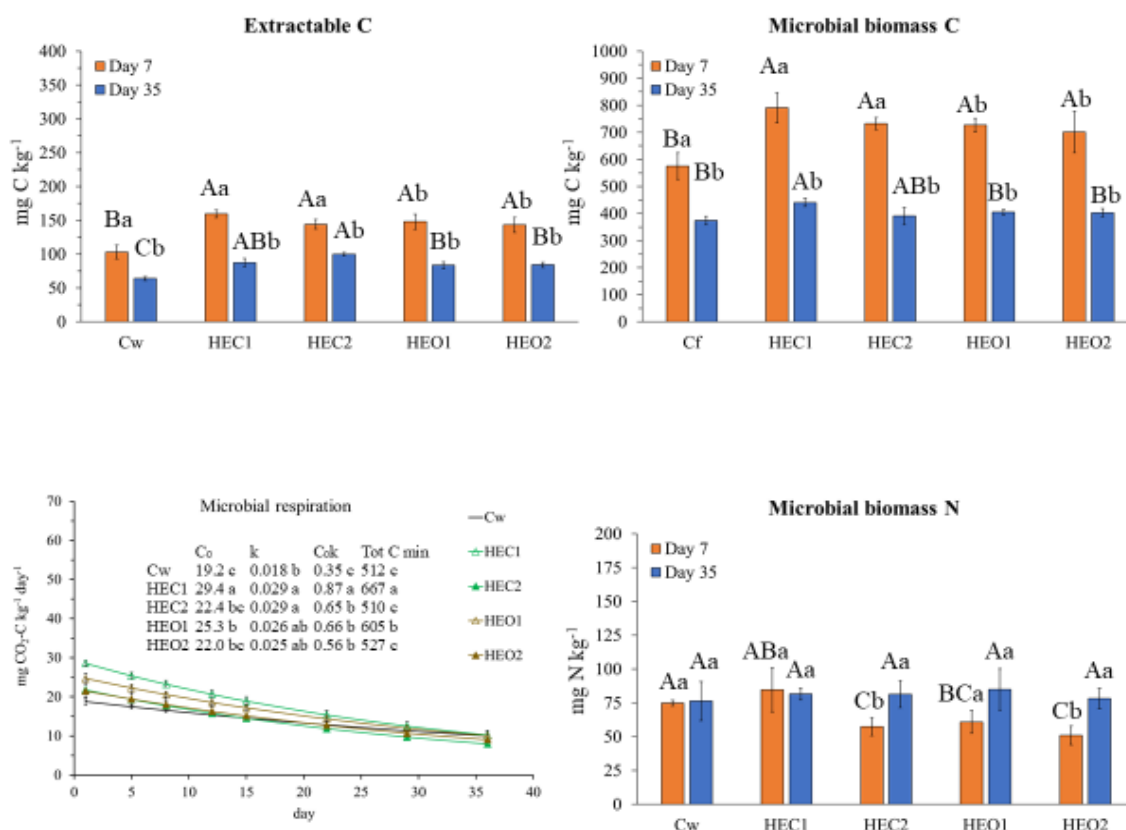 Extractable C
mg C kg-1
400
350
300
250
200
150
100
50
0
Day 7
Day 35
Ba
Cb
Aa
ABb
Aa
Ab
Ab
Bb
Ab
Bb
Cw HEC1 HEC2 HEO1 HEO2
Microbial biomass C
mg C kg-1
1000
900
800
700
600
500
400
300
200
100
0
Day 7
Day 35
Ba
Bb
Aa
Ab
Aa
ABb
Ab
Bb
Ab
Bb
Cf HEC1 HEC2 HEO1 HEO2
Microbial respiration
mg CO2-C kg-1 day-1
70
60
50
40
30
20
10
0
C0 k C0k Tot C min
Cw 19.2 c 0.018 b 0.35 c 512 c
HEC1 29.4 a 0.029 a 0.87 a 667 a
HEC2 22.4 bc 0.029 a 0.65 b 510 c
HEO1 25.3 b 0.026 ab 0.66 b 605 b
HEO2 22.0 bc 0.025 ab 0.56 b 527 c
Cw
HEC1
HEC2
HEO1
HEO2
0 5 10 15 20 25 30 35 40
day
Microbial biomass N
mg N kg-1
200
175
150
125
100
75
50
25
0
Day 7
Day 35
Aa
Aa
ABa
Aa
Cb
Aa
BCa
Aa
Cb
Aa
Cw HEC1 HEC2 HEO1 HEO2